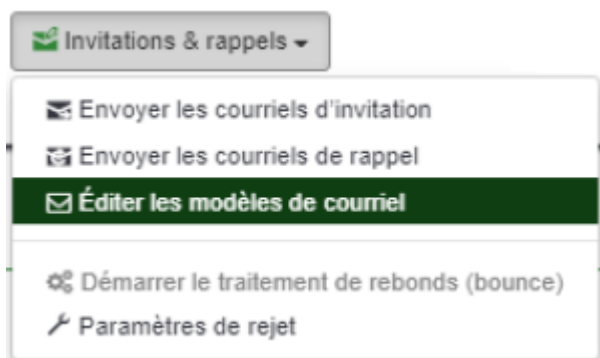 Invitations & rappels
Envoyer les courriels d'invitation
Envoyer les courriels de rappel
Éditer les modèles de courriel
Démarrer le traitement de rebonds (bounce)
Paramètres de rejet